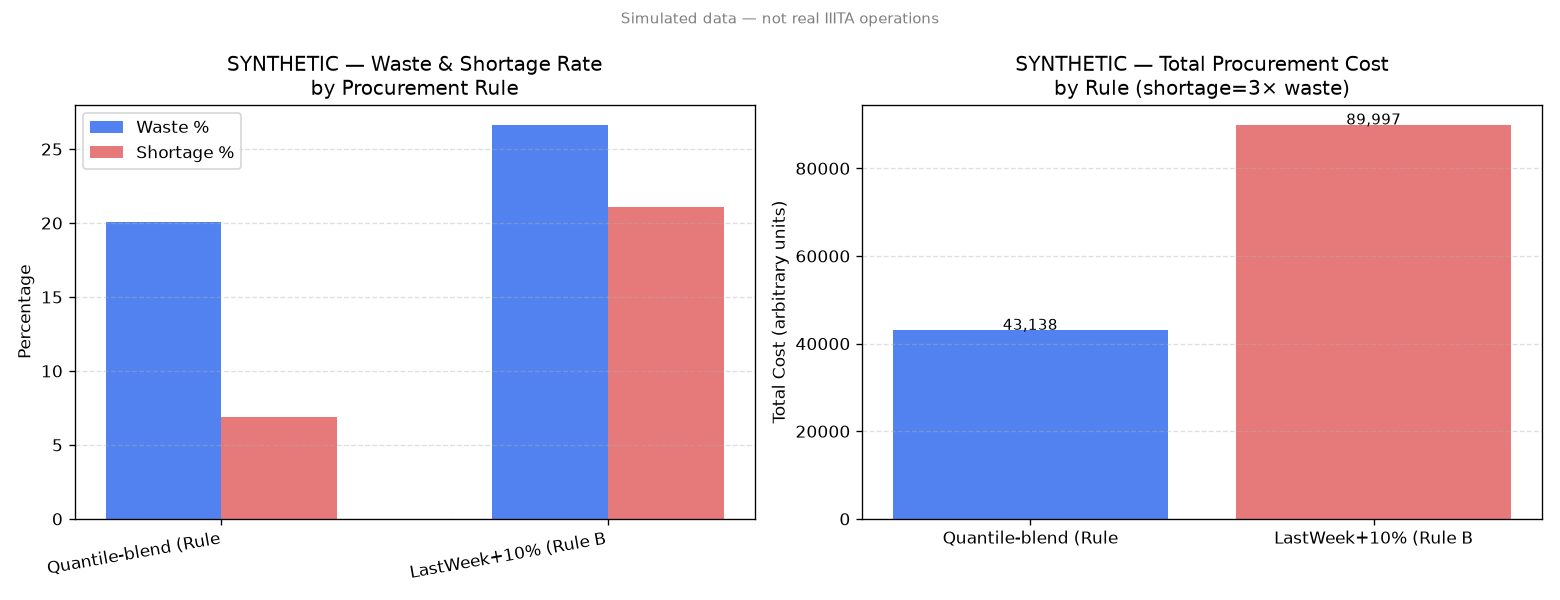 Simulated data — not real IIITA operations
SYNTHETIC — Waste & Shortage Rate
by Procurement Rule
Waste %
Shortage %
Percentage
25
20
15
10
5
0
Quantile-blend (Rule
LastWeek+10% (Rule B
SYNTHETIC — Total Procurement Cost
by Rule (shortage=3× waste)
Total Cost (arbitrary units)
80000
60000
40000
20000
0
43,138
89,997
Quantile-blend (Rule
LastWeek+10% (Rule B